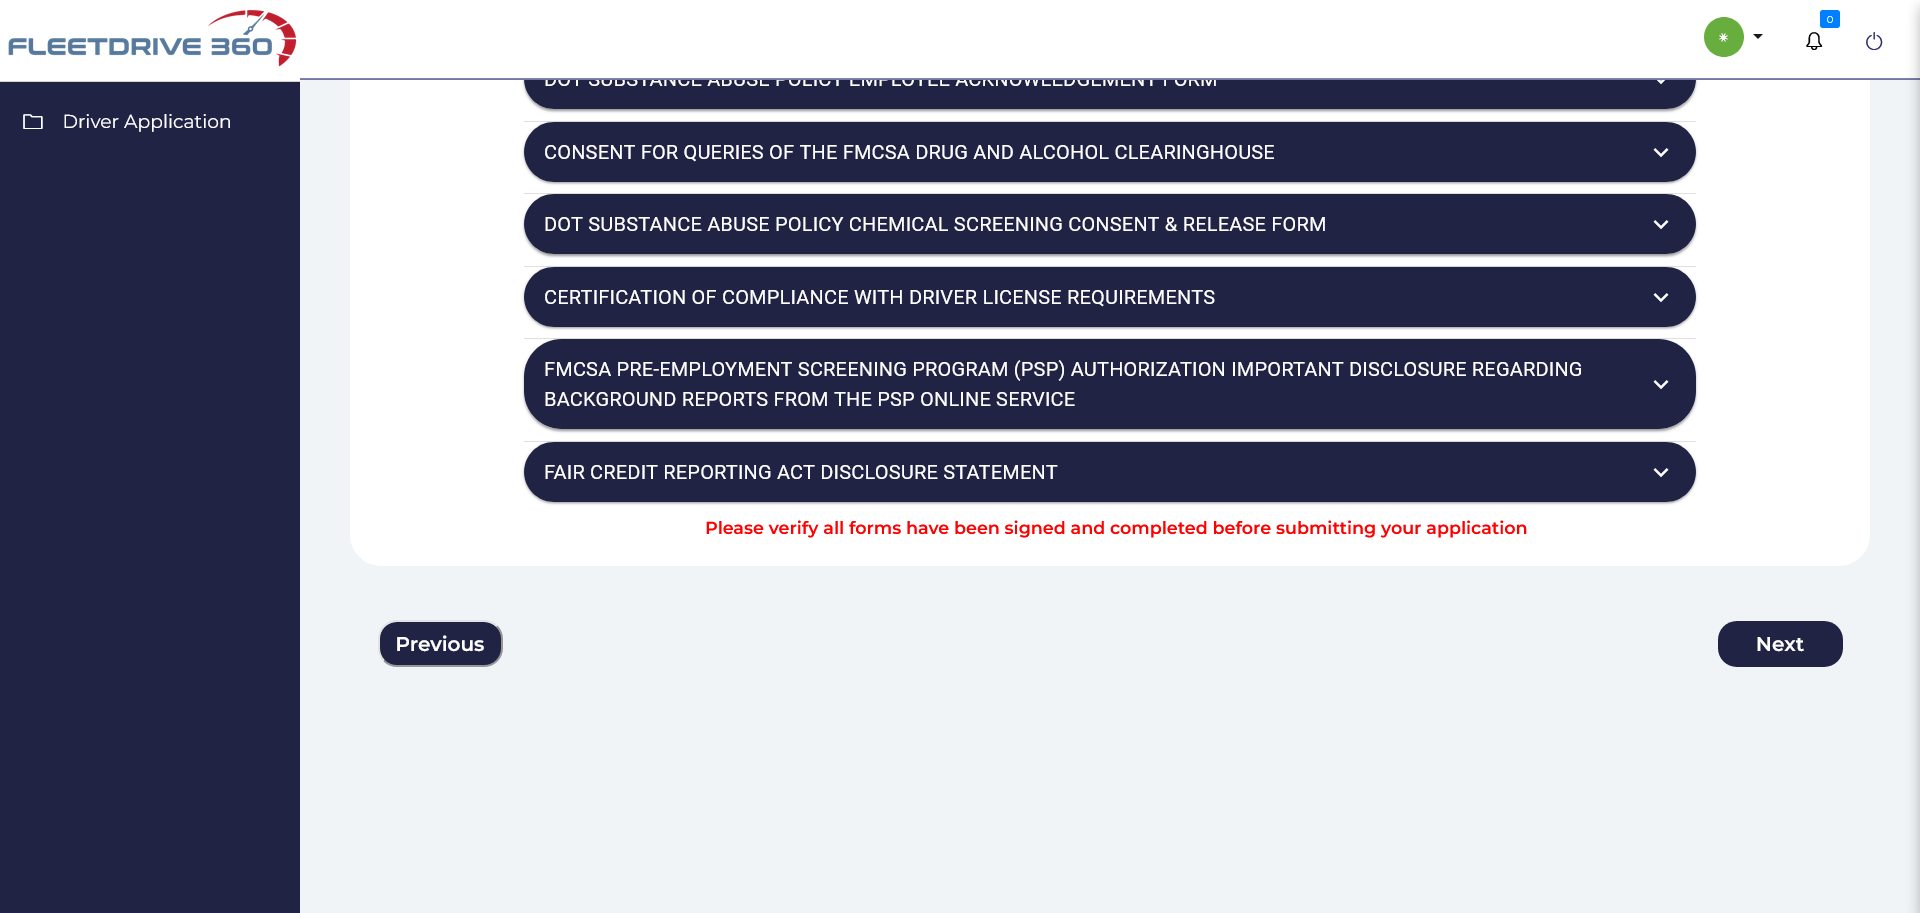 FLEETDRIVE 360
0
Driver Application
DOT SUBSTANCE ABUSE POLICY EMPLOYEE ACKNOWLEDGEMENT FORM
CONSENT FOR QUERIES OF THE FMCSA DRUG AND ALCOHOL CLEARINGHOUSE
DOT SUBSTANCE ABUSE POLICY CHEMICAL SCREENING CONSENT & RELEASE FORM
CERTIFICATION OF COMPLIANCE WITH DRIVER LICENSE REQUIREMENTS
FMCSA PRE-EMPLOYMENT SCREENING PROGRAM (PSP) AUTHORIZATION IMPORTANT DISCLOSURE REGARDING
BACKGROUND REPORTS FROM THE PSP ONLINE SERVICE
FAIR CREDIT REPORTING ACT DISCLOSURE STATEMENT
Please verify all forms have been signed and completed before submitting your application
Previous
Next